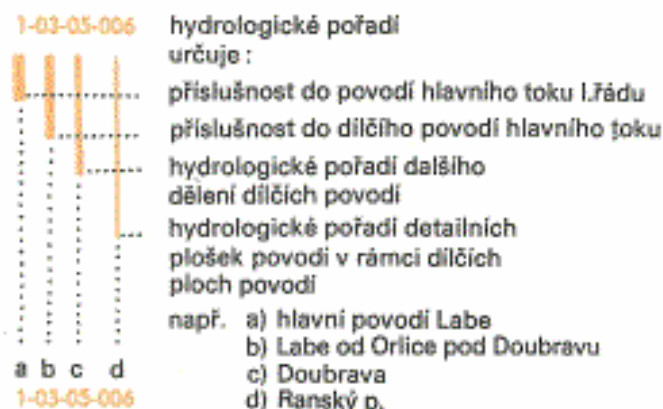 1-03-05-006 hydrologické pořadí
určuje :
příslušnost do povodí hlavního toku I.řádu
příslušnost do dílčího povodí hlavního toku
hydrologické pořadí dalšího
dělení dílčích povodí
hydrologické pořadí detailních
plošek povodí v rámci dílčích
ploch povodí
např. a) hlavní povodí Labe
b) Labe od Orlice pod Doubravu
a b c d c) Doubrava
1-03-05-006 d) Ranský p.